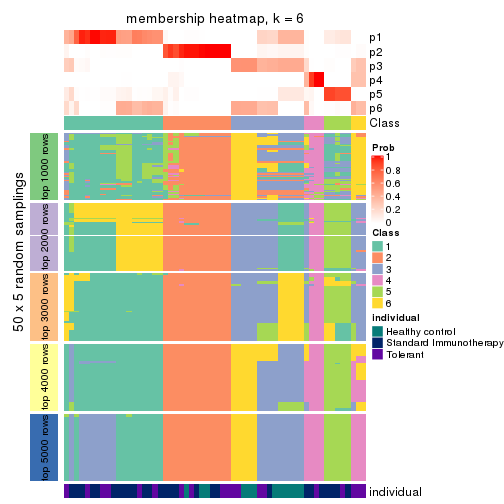 membership heatmap, k = 6
p1
p2
p3
p4
p5
p6
Class
50 x 5 random samplings
top 1000 rows
top 2000 rows
top 3000 rows
top 4000 rows
top 5000 rows
individual
Prob
1
0.8
0.6
0.4
0.2
0
Class
1
2
3
4
5
6
individual
Healthy control
Standard Immunotherapy
Tolerant